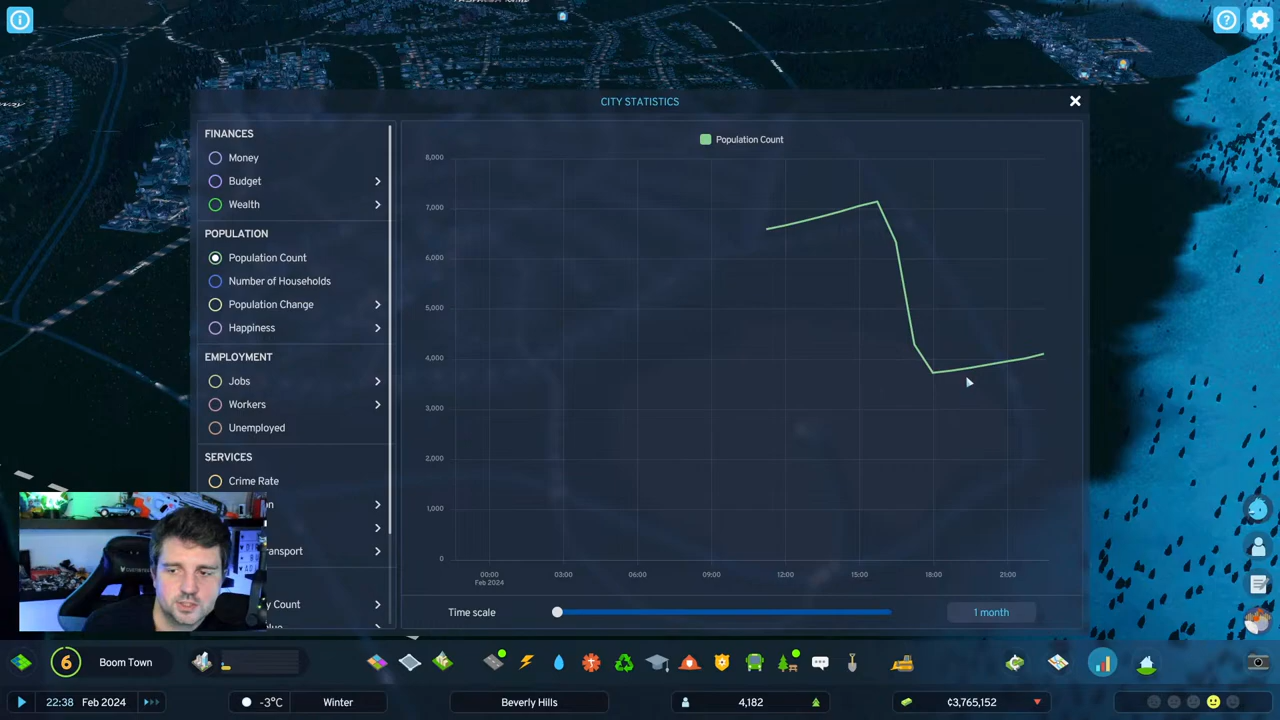 CITY STATISTICS
FINANCES
Money
Budget
Wealth
POPULATION
Population Count
Number of Households
Population Change
Happiness
EMPLOYMENT
Jobs
Workers
Unemployed
SERVICES
Crime Rate
Population Count
8,000
7,000
6,000
5,000
4,000
3,000
2,000
1,000
0
00:00 03:00 06:00 09:00 12:00 15:00 18:00 21:00
Feb 2024
Time scale 1 month
6 Boom Town
22:38 Feb 2024 -3°C Winter Beverly Hills 4,182 ¢3,765,152